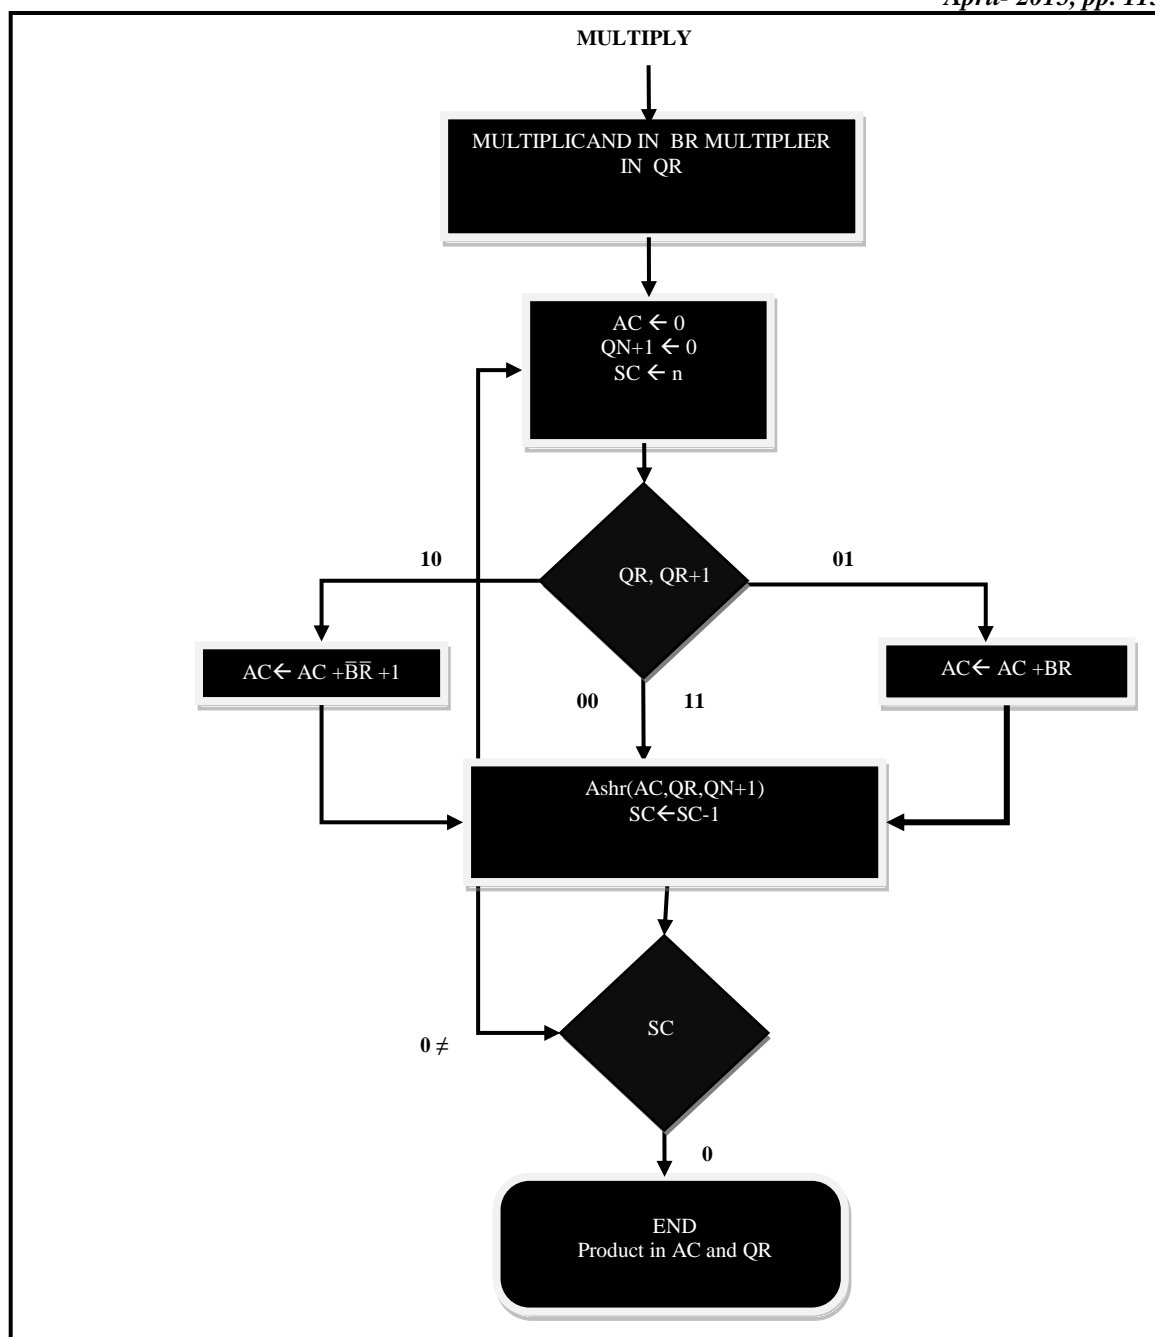 April- 2013, pp. 113
MULTIPLY
MULTIPLICAND IN BR MULTIPLIER
IN QR
AC ← 0
QN+1 ← 0
SC ← n
10
QR, QR+1
01
AC← AC +B̅R̅ +1
AC← AC +BR
00 11
Ashr(AC,QR,QN+1)
SC←SC-1
SC
0 ≠
0
END
Product in AC and QR